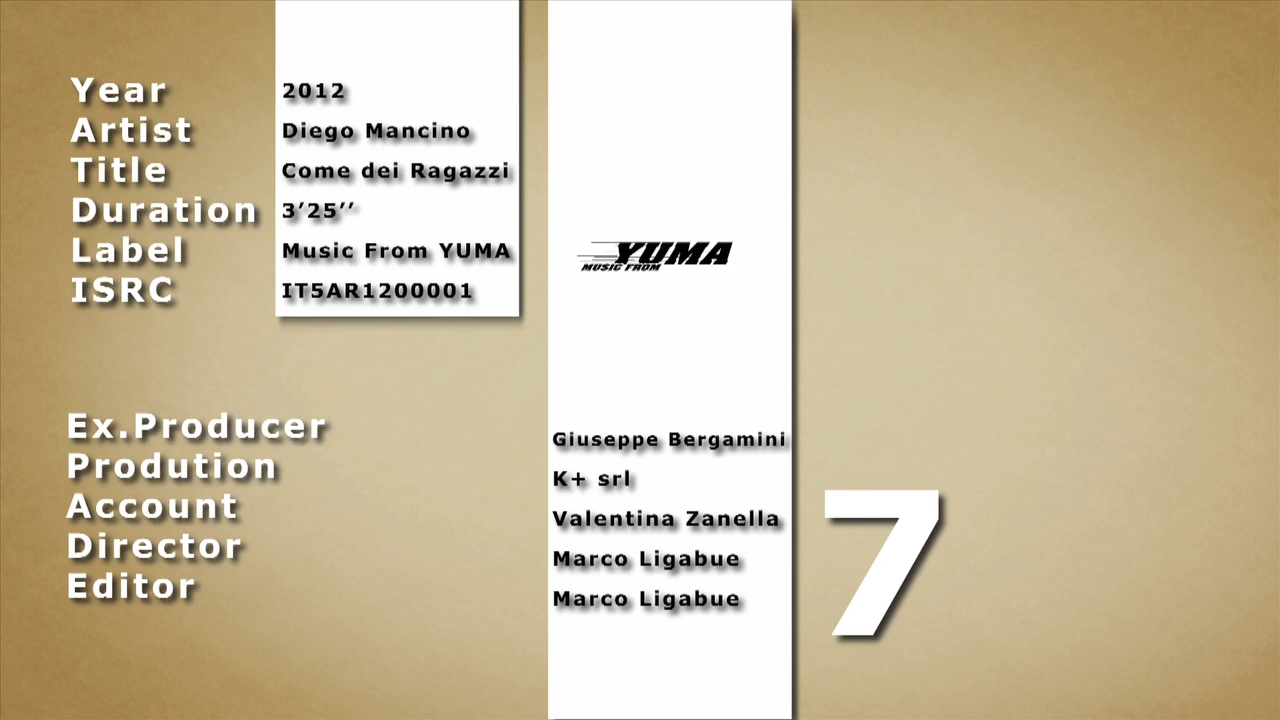 Year 2012
Artist Diego Mancino
Title Come dei Ragazzi
Duration 3’25’’
Label Music From YUMA
ISRC IT5AR1200001
YUMA
MUSIC FROM
Ex.Producer Giuseppe Bergamini
Prodution K+ srl
Account Valentina Zanella
Director Marco Ligabue
Editor Marco Ligabue
7